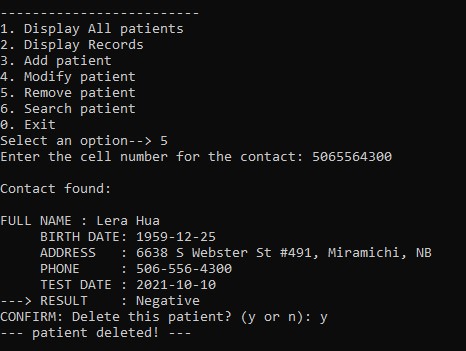 -------------------------
1. Display All patients
2. Display Records
3. Add patient
4. Modify patient
5. Remove patient
6. Search patient
0. Exit
Select an option--> 5
Enter the cell number for the contact: 5065564300

Contact found:

FULL NAME : Lera Hua
     BIRTH DATE: 1959-12-25
     ADDRESS   : 6638 S Webster St #491, Miramichi, NB
     PHONE     : 506-556-4300
     TEST DATE : 2021-10-10
---> RESULT    : Negative
CONFIRM: Delete this patient? (y or n): y
--- patient deleted! ---